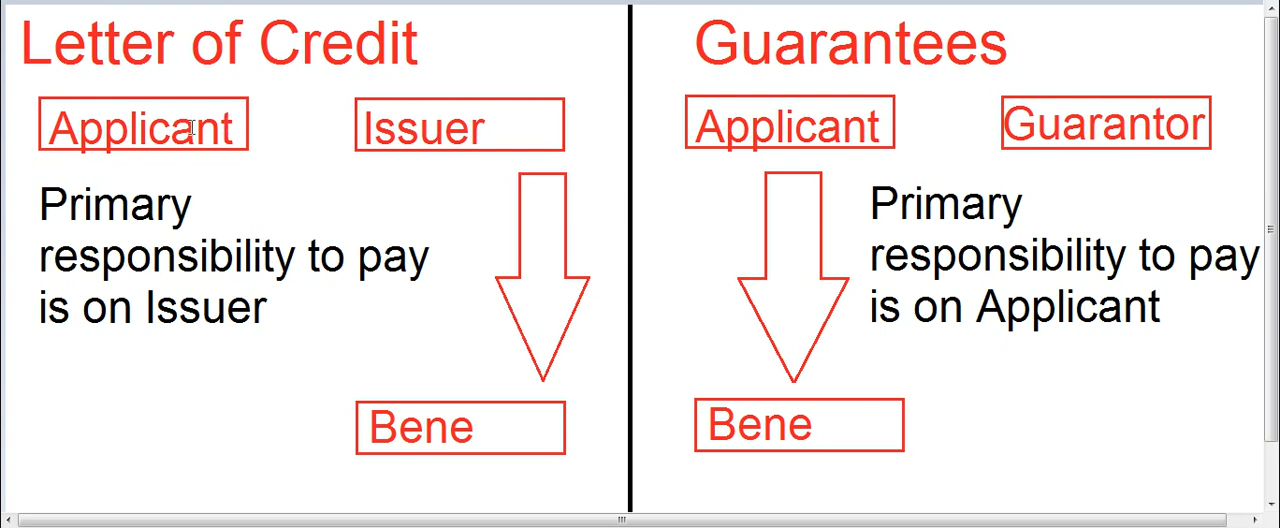 Letter of Credit
Applicant
Issuer
Primary
responsibility to pay
is on Issuer
Bene
Guarantees
Applicant
Guarantor
Primary
responsibility to pay
is on Applicant
Bene